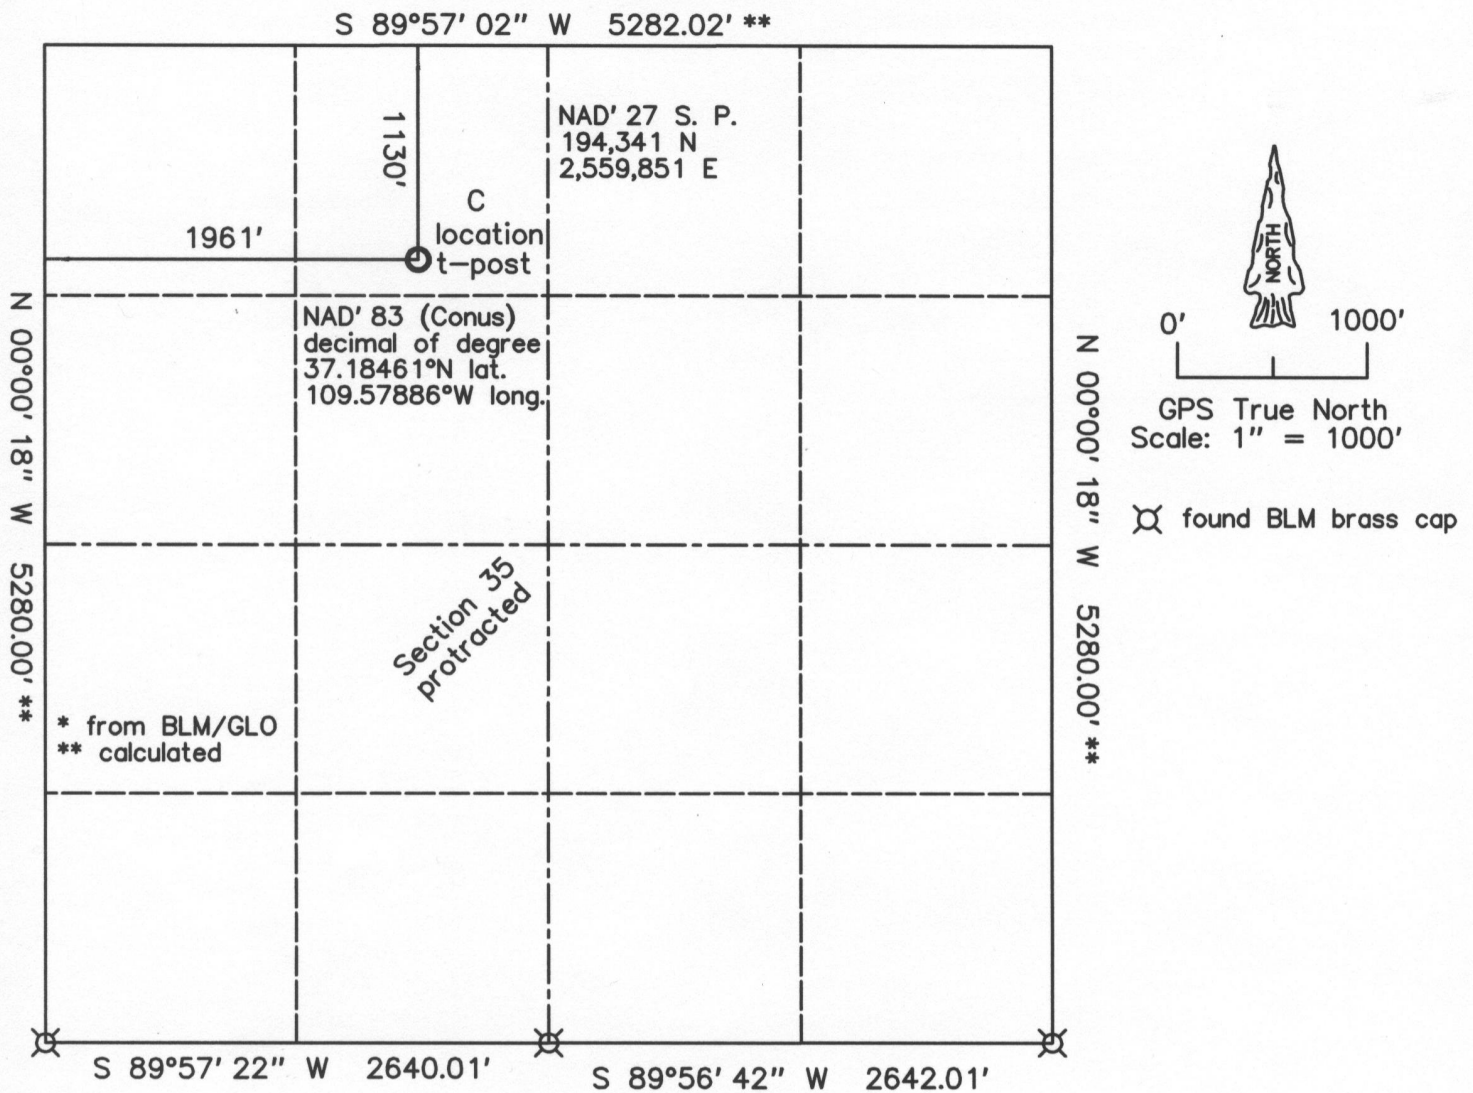 S 89°57' 02" W 5282.02' **
NAD' 27 S. P.
194,341 N
2,559,851 E
1130'
C
location
t-post
1961'
NAD' 83 (Conus)
decimal of degree
37.18461°N lat.
109.57886°W long.
N 00°00' 18" W 5280.00' **
N 00°00' 18" W 5280.00' **
NORTH
0' 1000'
GPS True North
Scale: 1" = 1000'
found BLM brass cap
Section 35
protracted
* from BLM/GLO
** calculated
S 89°57' 22" W 2640.01'
S 89°56' 42" W 2642.01'